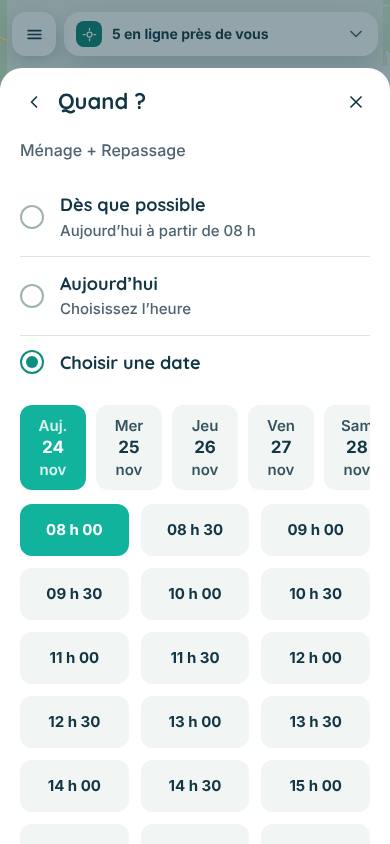 5 en ligne près de vous
Quand ?
Ménage + Repassage
Dès que possible
Aujourd’hui à partir de 08 h
Aujourd’hui
Choisissez l’heure
Choisir une date
Auj. Mer Jeu Ven Sam
24 25 26 27 28
nov nov nov nov nov
08 h 00 08 h 30 09 h 00
09 h 30 10 h 00 10 h 30
11 h 00 11 h 30 12 h 00
12 h 30 13 h 00 13 h 30
14 h 00 14 h 30 15 h 00